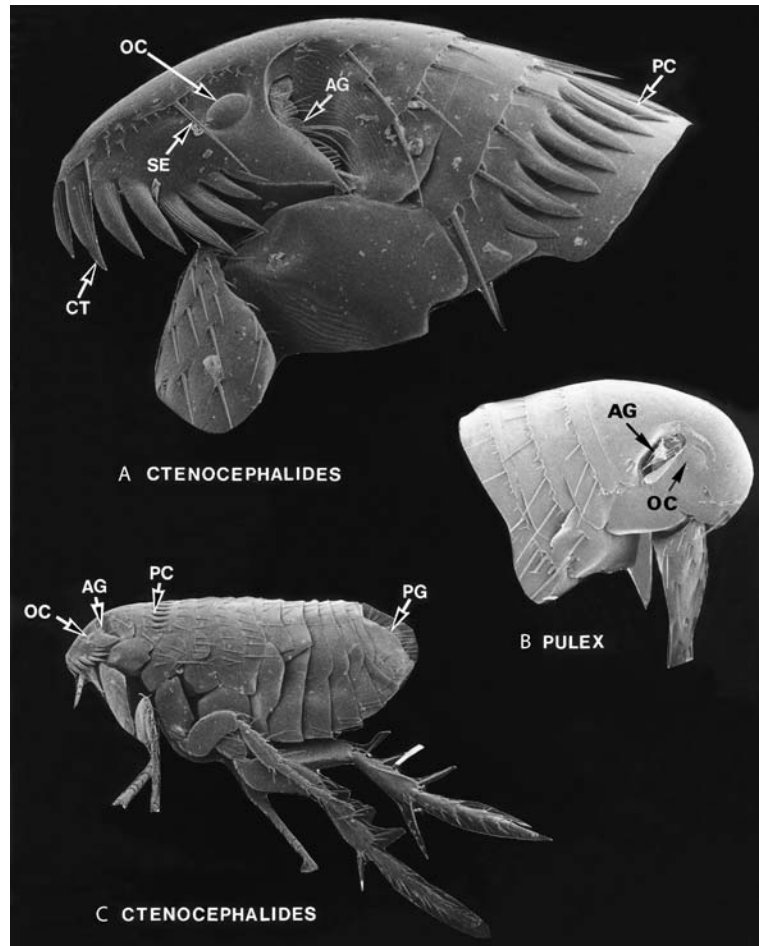 OC
AG
PC
SE
CT
A CTENOCEPHALIDES
AG
OC
B PULEX
PC
AG
OC
PG
C CTENOCEPHALIDES